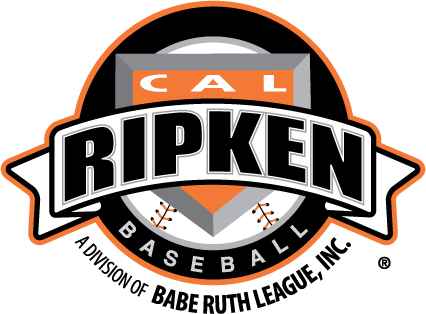 CAL
RIPKEN
BASEBALL
A DIVISION OF BABE RUTH LEAGUE, INC.
®